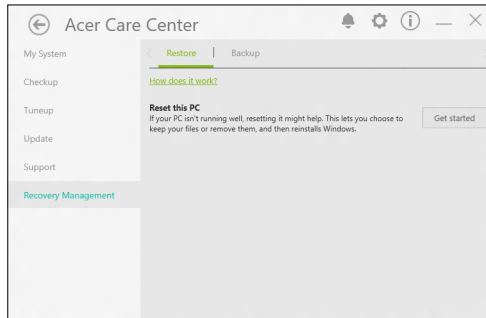 Acer Care Center
My System
Restore
Backup
Checkup
How does it work?
Reset this PC
If your PC isn't running well, resetting it might help. This lets you choose to
keep your files or remove them, and then reinstalls Windows.
Get started
Tuneup
Update
Support
Recovery Management